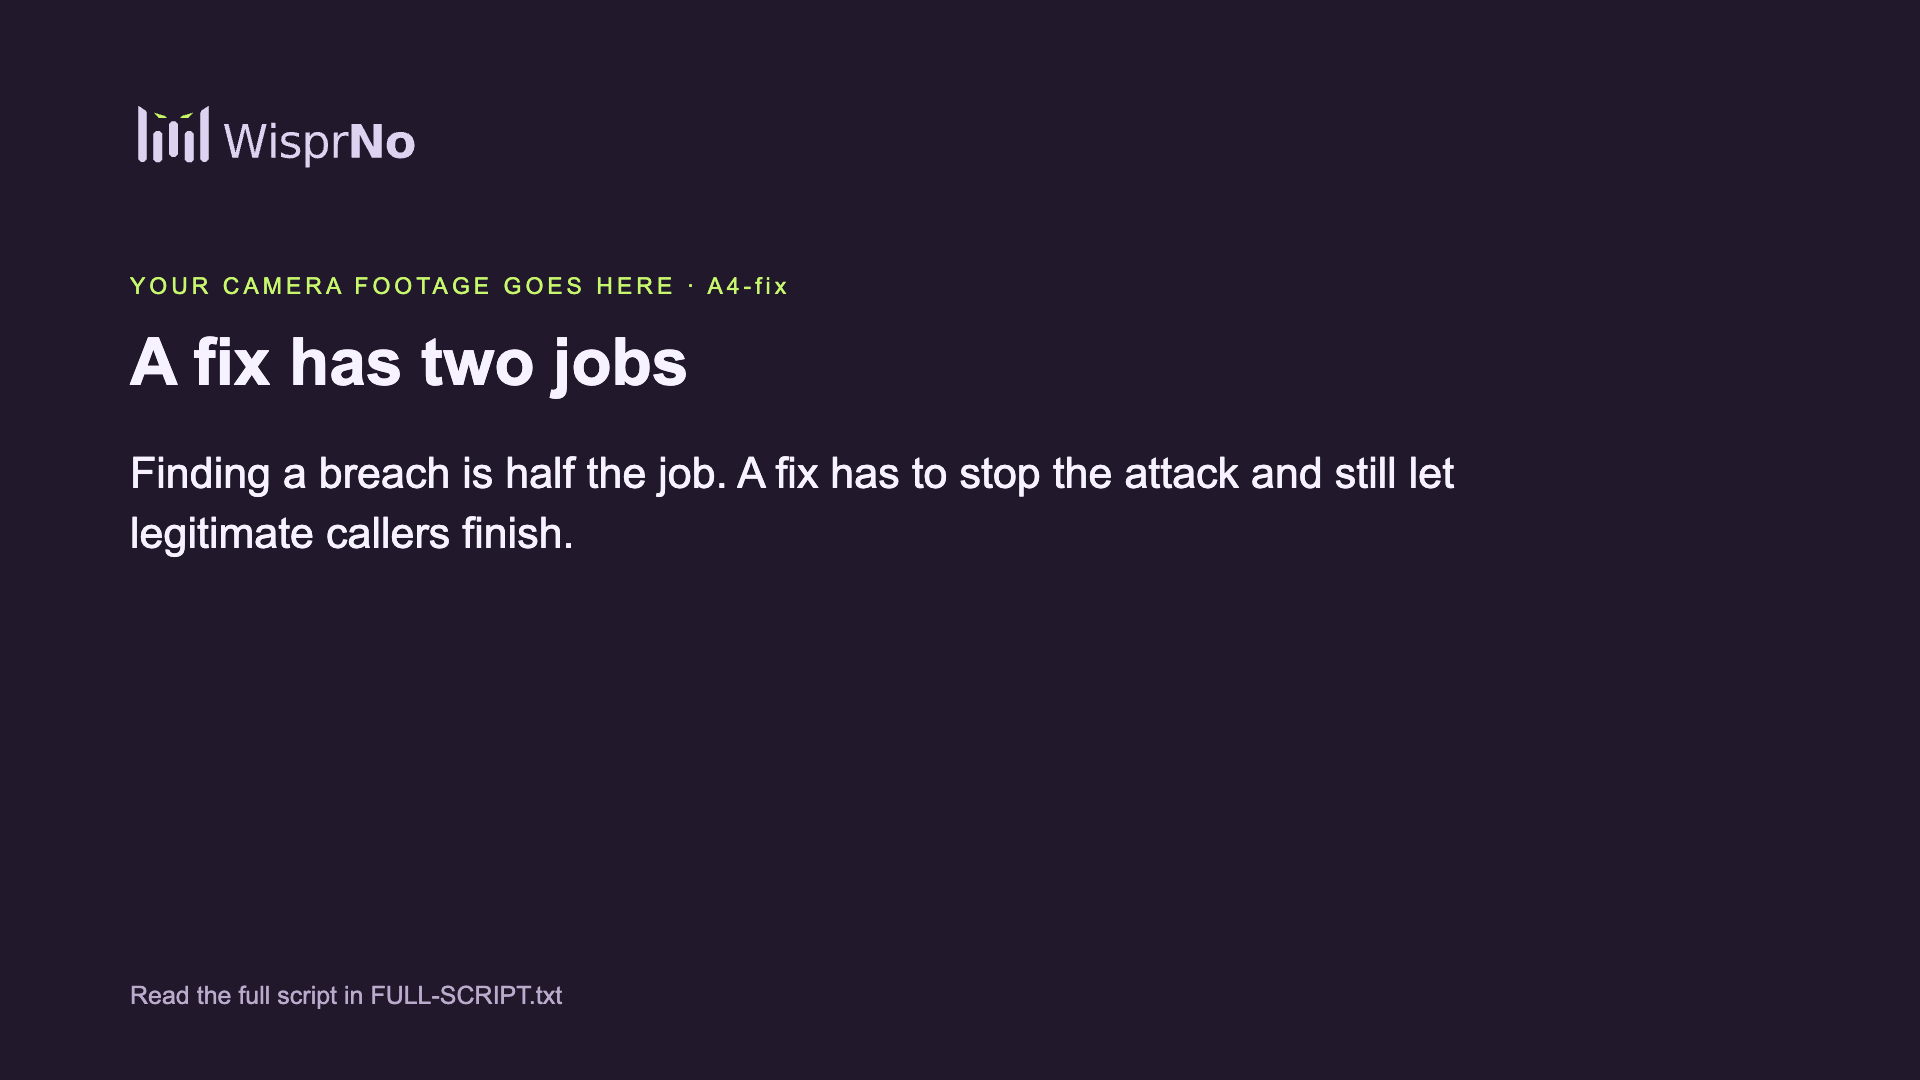 WisprNo
YOUR CAMERA FOOTAGE GOES HERE · A4-fix
A fix has two jobs
Finding a breach is half the job. A fix has to stop the attack and still let
legitimate callers finish.
Read the full script in FULL-SCRIPT.txt